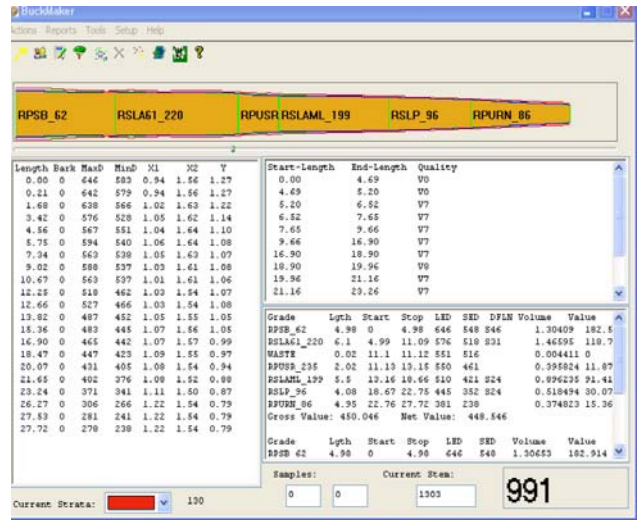 BuckMaker
Actions Reports Tools Setup Help
RPSB_62 RSLA61_220 RPUSR RSLAML_199 RSLP_96 RPURN_86
Length Bark MaxD MinD X1 X2 Y
0.00 0 646 583 0.94 1.56 1.27
0.21 0 642 579 0.94 1.56 1.27
1.68 0 638 566 1.02 1.63 1.22
3.42 0 576 528 1.05 1.62 1.14
4.56 0 567 551 1.04 1.64 1.10
5.75 0 594 540 1.06 1.64 1.08
7.34 0 563 538 1.05 1.63 1.07
9.02 0 588 537 1.03 1.61 1.08
10.67 0 563 537 1.01 1.61 1.06
12.25 0 518 462 1.03 1.54 1.07
12.66 0 527 466 1.03 1.54 1.08
13.82 0 487 452 1.05 1.55 1.05
15.36 0 483 445 1.07 1.56 1.05
16.90 0 465 442 1.07 1.57 0.99
18.47 0 447 423 1.09 1.55 0.97
20.07 0 431 405 1.08 1.54 0.94
21.65 0 402 376 1.08 1.52 0.88
23.24 0 371 341 1.11 1.50 0.87
26.27 0 306 266 1.22 1.54 0.79
27.53 0 281 241 1.22 1.54 0.79
27.72 0 278 238 1.22 1.54 0.79
Start-Length End-Length Quality
0.00 4.69 V0
4.69 5.20 V0
5.20 6.52 V7
6.52 7.65 V7
7.65 9.66 V7
9.66 16.90 V7
16.90 18.90 V7
18.90 19.96 V8
19.96 21.16 V7
21.16 23.26 V7
Grade Lgth Start Stop LED SED DFLN Volume Value
RPSB_62 4.98 0 4.98 646 548 S46 1.30409 182.5
RSLA61_220 6.1 4.99 11.09 576 518 S31 1.46595 118.7
WASTE 0.02 11.1 11.12 551 516 0.004411 0
RPUSR_235 2.02 11.13 13.15 550 461 0.395824 11.87
RSLAML_199 5.5 13.16 18.66 510 421 S24 0.896235 91.41
RSLP_96 4.08 18.67 22.75 445 352 S24 0.518494 30.07
RPURN_86 4.95 22.76 27.72 381 238 0.374823 15.36
Gross Value: 450.046 Net Value: 448.546
Grade Lgth Start Stop LED SED Volume Value
RPSB 62 4.98 0 4.98 646 548 1.30653 182.914
Samples: Current Stem:
0 0 1303 991
Current Strata: 130